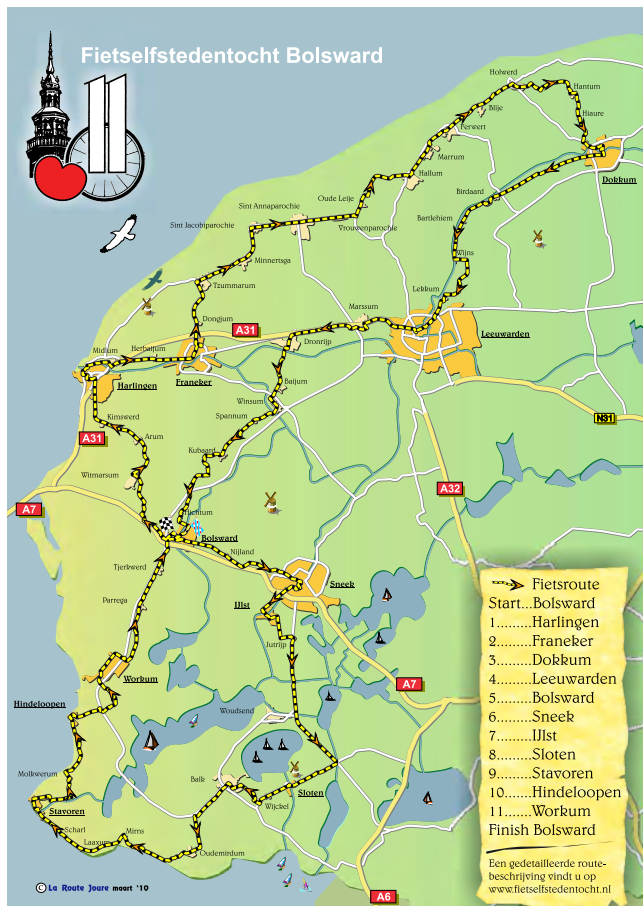 Fietselfstedentocht Bolsward
Holwerd
Hantum
Blije
Hiaure
Ferwert
Dokkum
Marrum
Hallum
Birdaard
Oude Leije
Sint Annaparochie
Bartlehiem
Sint Jacobiparochie
Vrouwenparochie
Wijns
Minnertsga
Tzummarum
Lekkum
Marssum
Dongjum
A31
Leeuwarden
Dronrijp
Midlum
Herbaijum
Harlingen
Franeker
Baijum
Winsum
Kimswerd
Spannum
N31
Arum
A31
Kubaard
Witmarsum
A32
A7
Hichtum
Bolsward
Nijland
Tjerkwerd
Sneek
Parrega
IJlst
Jutrijp
Workum
A7
Hindeloopen
Woudsend
Molkwerum
Balk
Sloten
Stavoren
Wijckel
Scharl
Mirns
Laaxum
Oudemirdum
A6
Fietsroute
Start...Bolsward
1.........Harlingen
2.........Franeker
3.........Dokkum
4.........Leeuwarden
5.........Bolsward
6.........Sneek
7.........IJlst
8.........Sloten
9.........Stavoren
10.......Hindeloopen
11.......Workum
Finish Bolsward
Een gedetailleerde route-
beschrijving vindt u op
www.fietselfstedentocht.nl
© La Route Joure maart '10